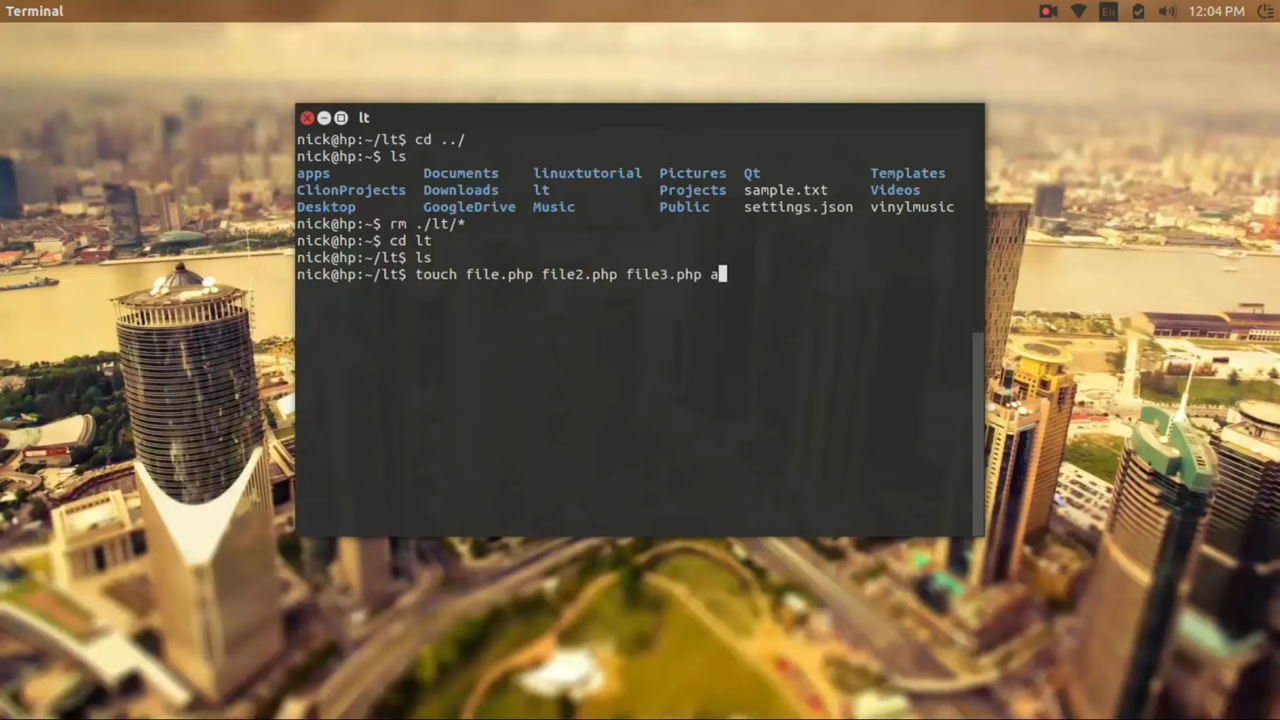 Terminal
En
12:04 PM
lt
nick@hp:~/lt$ cd ../
nick@hp:~$ ls
apps Documents linuxtutorial Pictures Qt Templates
ClionProjects Downloads lt Projects sample.txt Videos
Desktop GoogleDrive Music Public settings.json vinylmusic
nick@hp:~$ rm ./lt/*
nick@hp:~$ cd lt
nick@hp:~/lt$ ls
nick@hp:~/lt$ touch file.php file2.php file3.php a